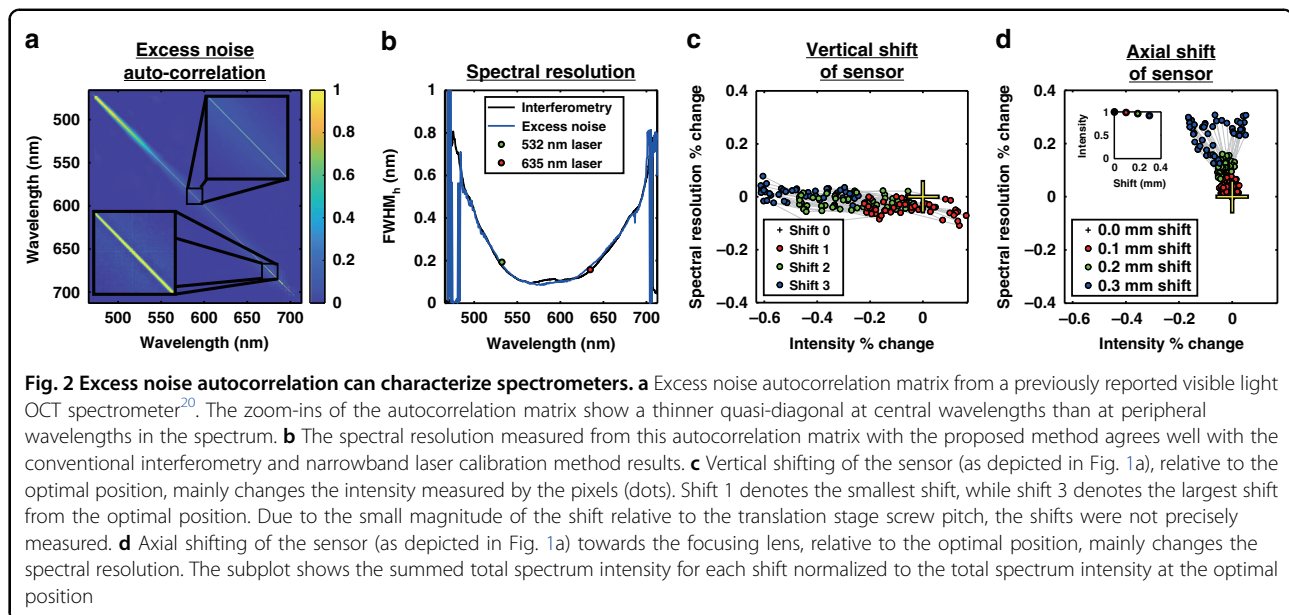 a
Excess noise
auto-correlation
Wavelength (nm)
500
550
600
650
700
500 550 600 650 700
Wavelength (nm)
1
0.8
0.6
0.4
0.2
0
b
Spectral resolution
FWHMh (nm)
1
0.8
0.6
0.4
0.2
0
Interferometry
Excess noise
532 nm laser
635 nm laser
500 550 600 650 700
Wavelength (nm)
c
Vertical shift
of sensor
Spectral resolution % change
0.4
0.2
0
−0.2
−0.4
Shift 0
Shift 1
Shift 2
Shift 3
−0.6 −0.4 −0.2 0
Intensity % change
d
Axial shift
of sensor
Spectral resolution % change
0.4
0.2
0
−0.2
−0.4
Intensity
1
0.5
0
0 0.2 0.4
Shift (mm)
0.0 mm shift
0.1 mm shift
0.2 mm shift
0.3 mm shift
−0.6 −0.4 −0.2 0
Intensity % change
Fig. 2 Excess noise autocorrelation can characterize spectrometers. a Excess noise autocorrelation matrix from a previously reported visible light
OCT spectrometer20. The zoom-ins of the autocorrelation matrix show a thinner quasi-diagonal at central wavelengths than at peripheral
wavelengths in the spectrum. b The spectral resolution measured from this autocorrelation matrix with the proposed method agrees well with the
conventional interferometry and narrowband laser calibration method results. c Vertical shifting of the sensor (as depicted in Fig. 1a), relative to the
optimal position, mainly changes the intensity measured by the pixels (dots). Shift 1 denotes the smallest shift, while shift 3 denotes the largest shift
from the optimal position. Due to the small magnitude of the shift relative to the translation stage screw pitch, the shifts were not precisely
measured. d Axial shifting of the sensor (as depicted in Fig. 1a) towards the focusing lens, relative to the optimal position, mainly changes the
spectral resolution. The subplot shows the summed total spectrum intensity for each shift normalized to the total spectrum intensity at the optimal
position